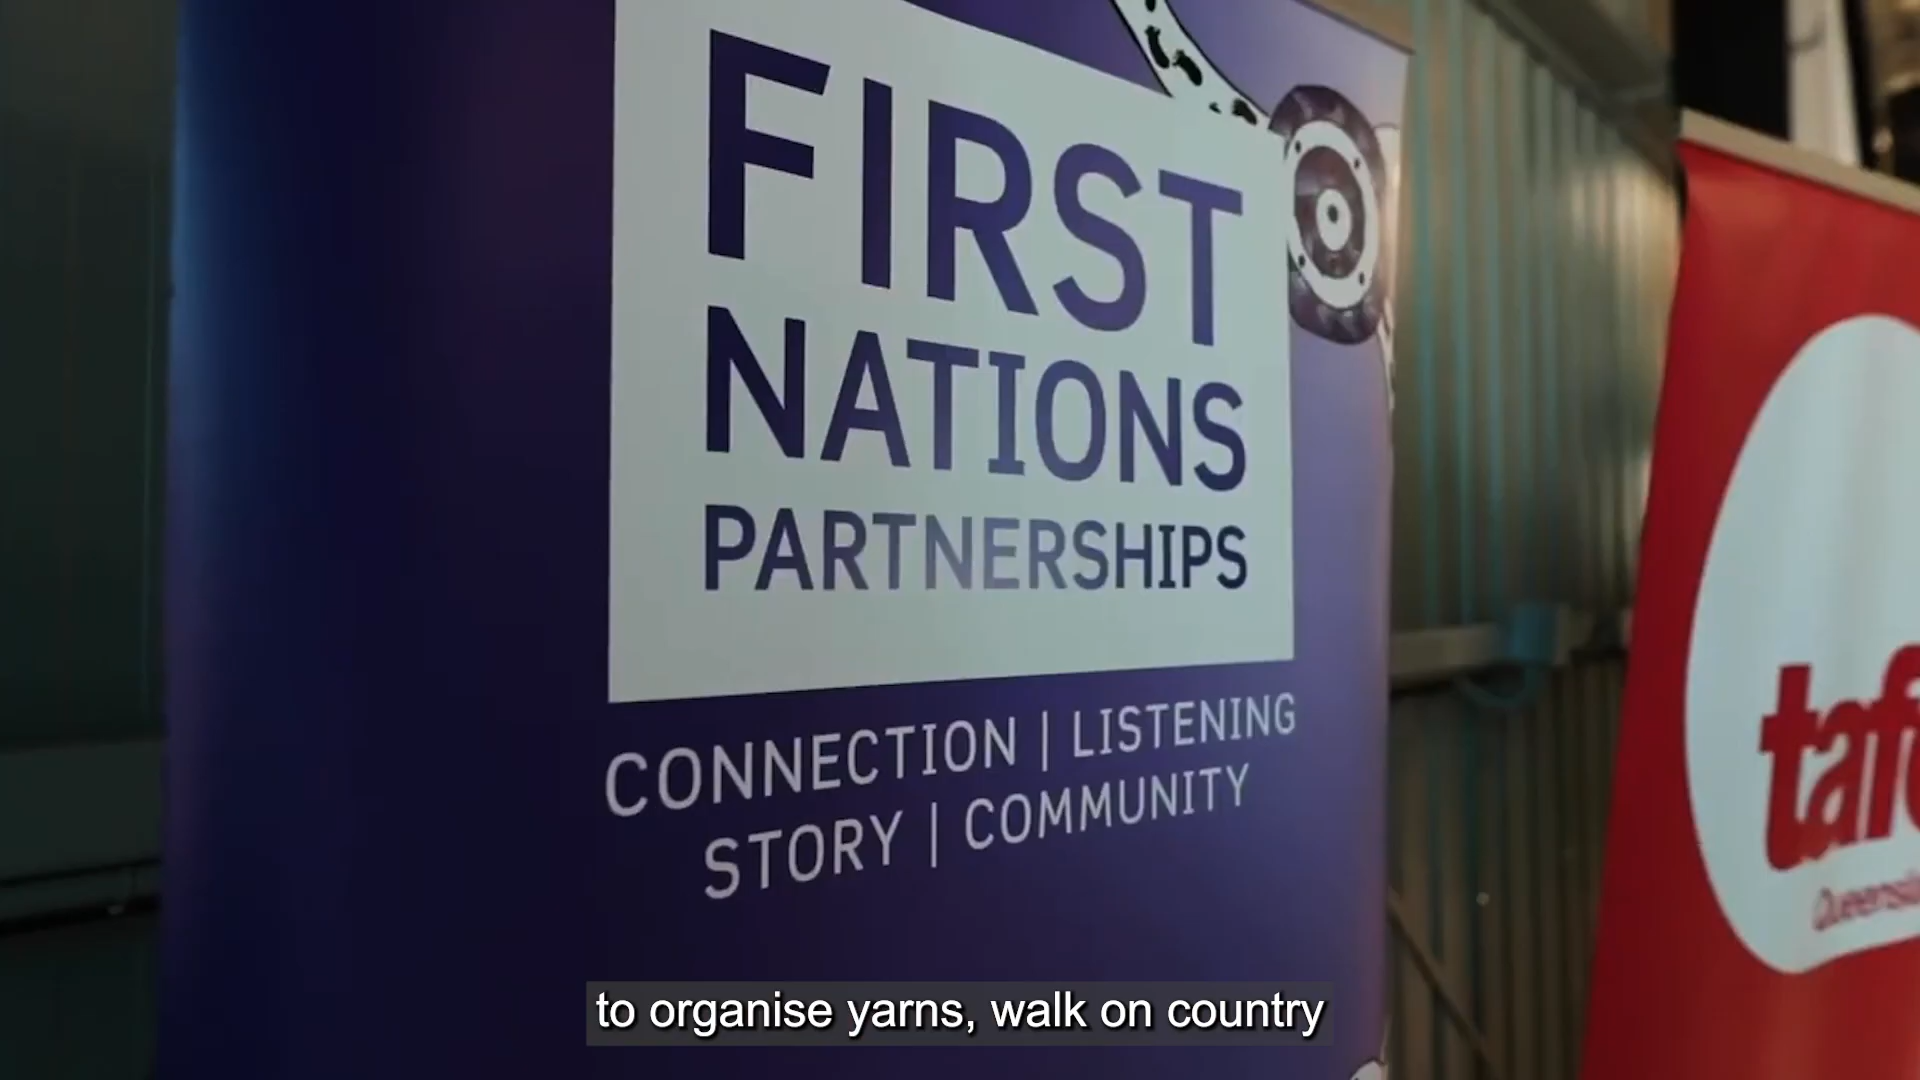 FIRST
NATIONS
PARTNERSHIPS
CONNECTION | LISTENING
STORY | COMMUNITY
to organise yarns, walk on country